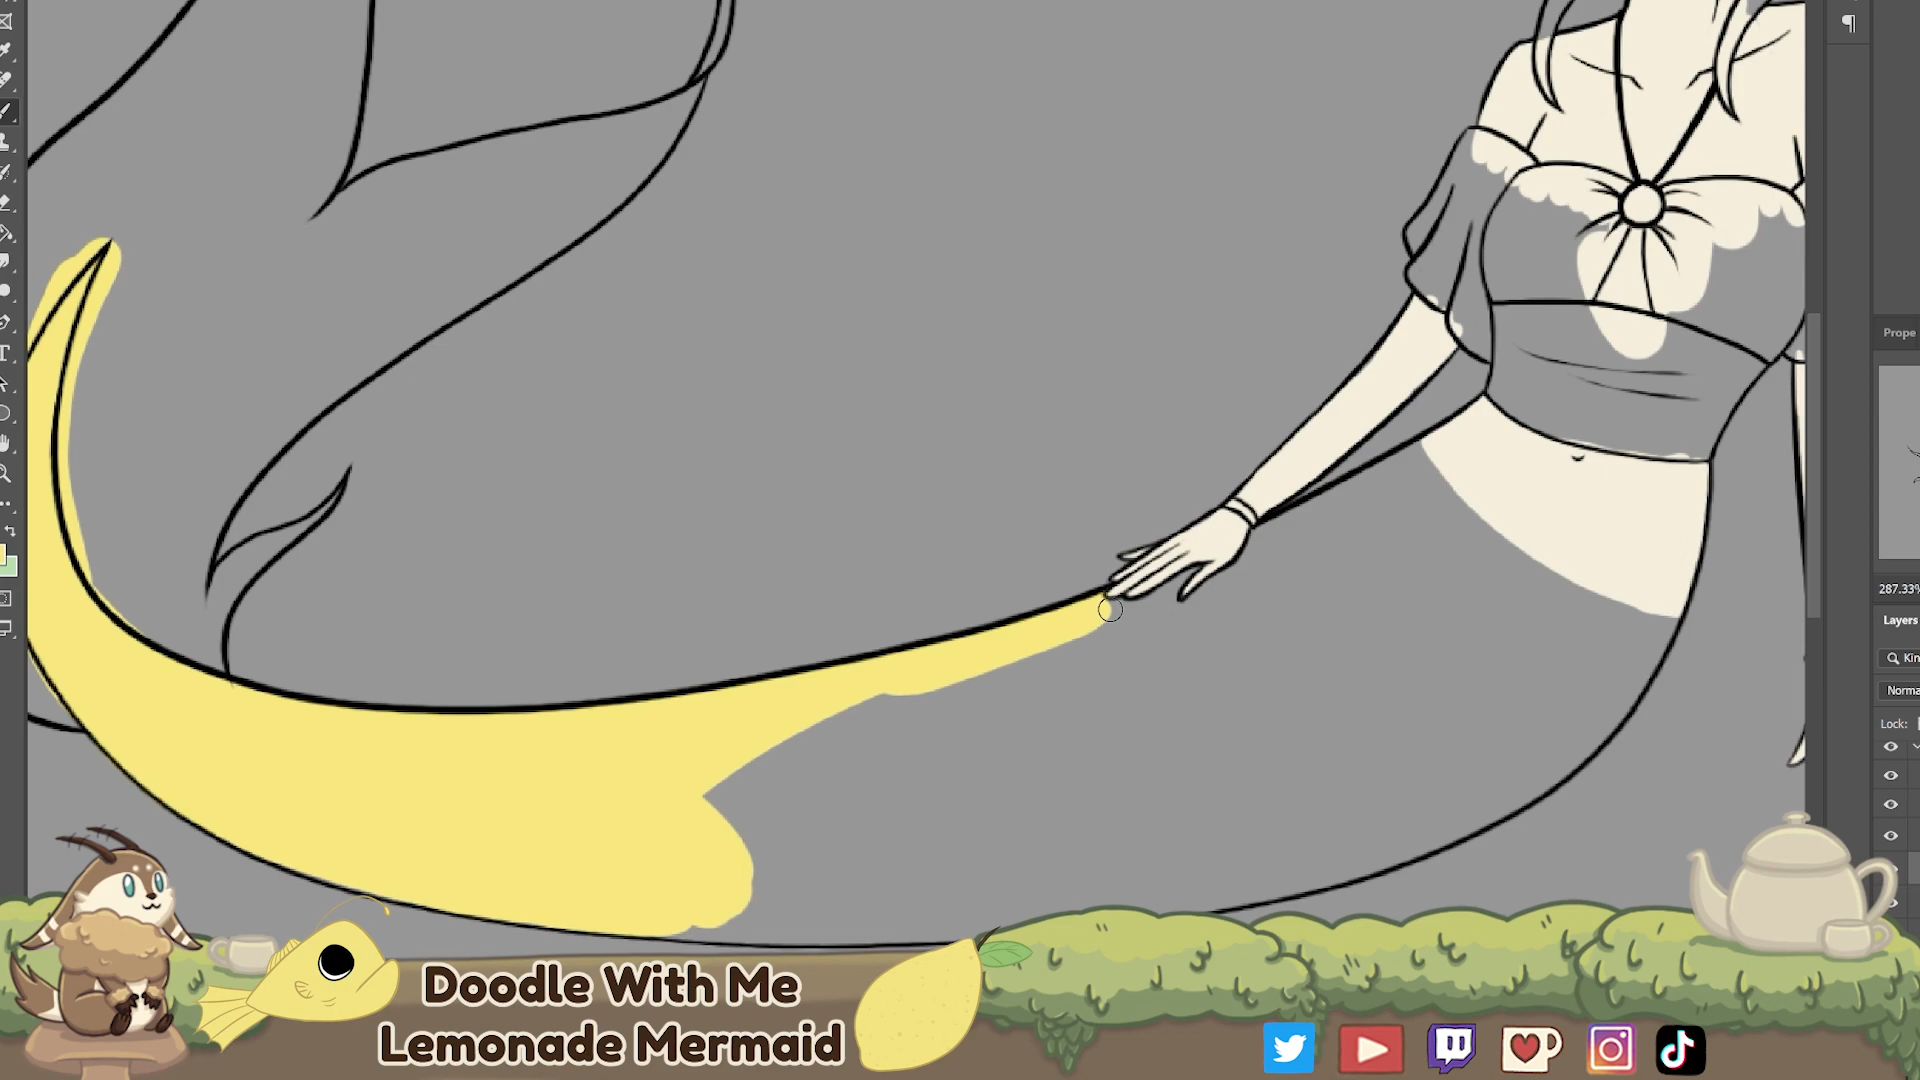 ¶
T
Prope
287.33%
Layers
Kin
Norma
Lock:
Doodle With Me
Lemonade Mermaid